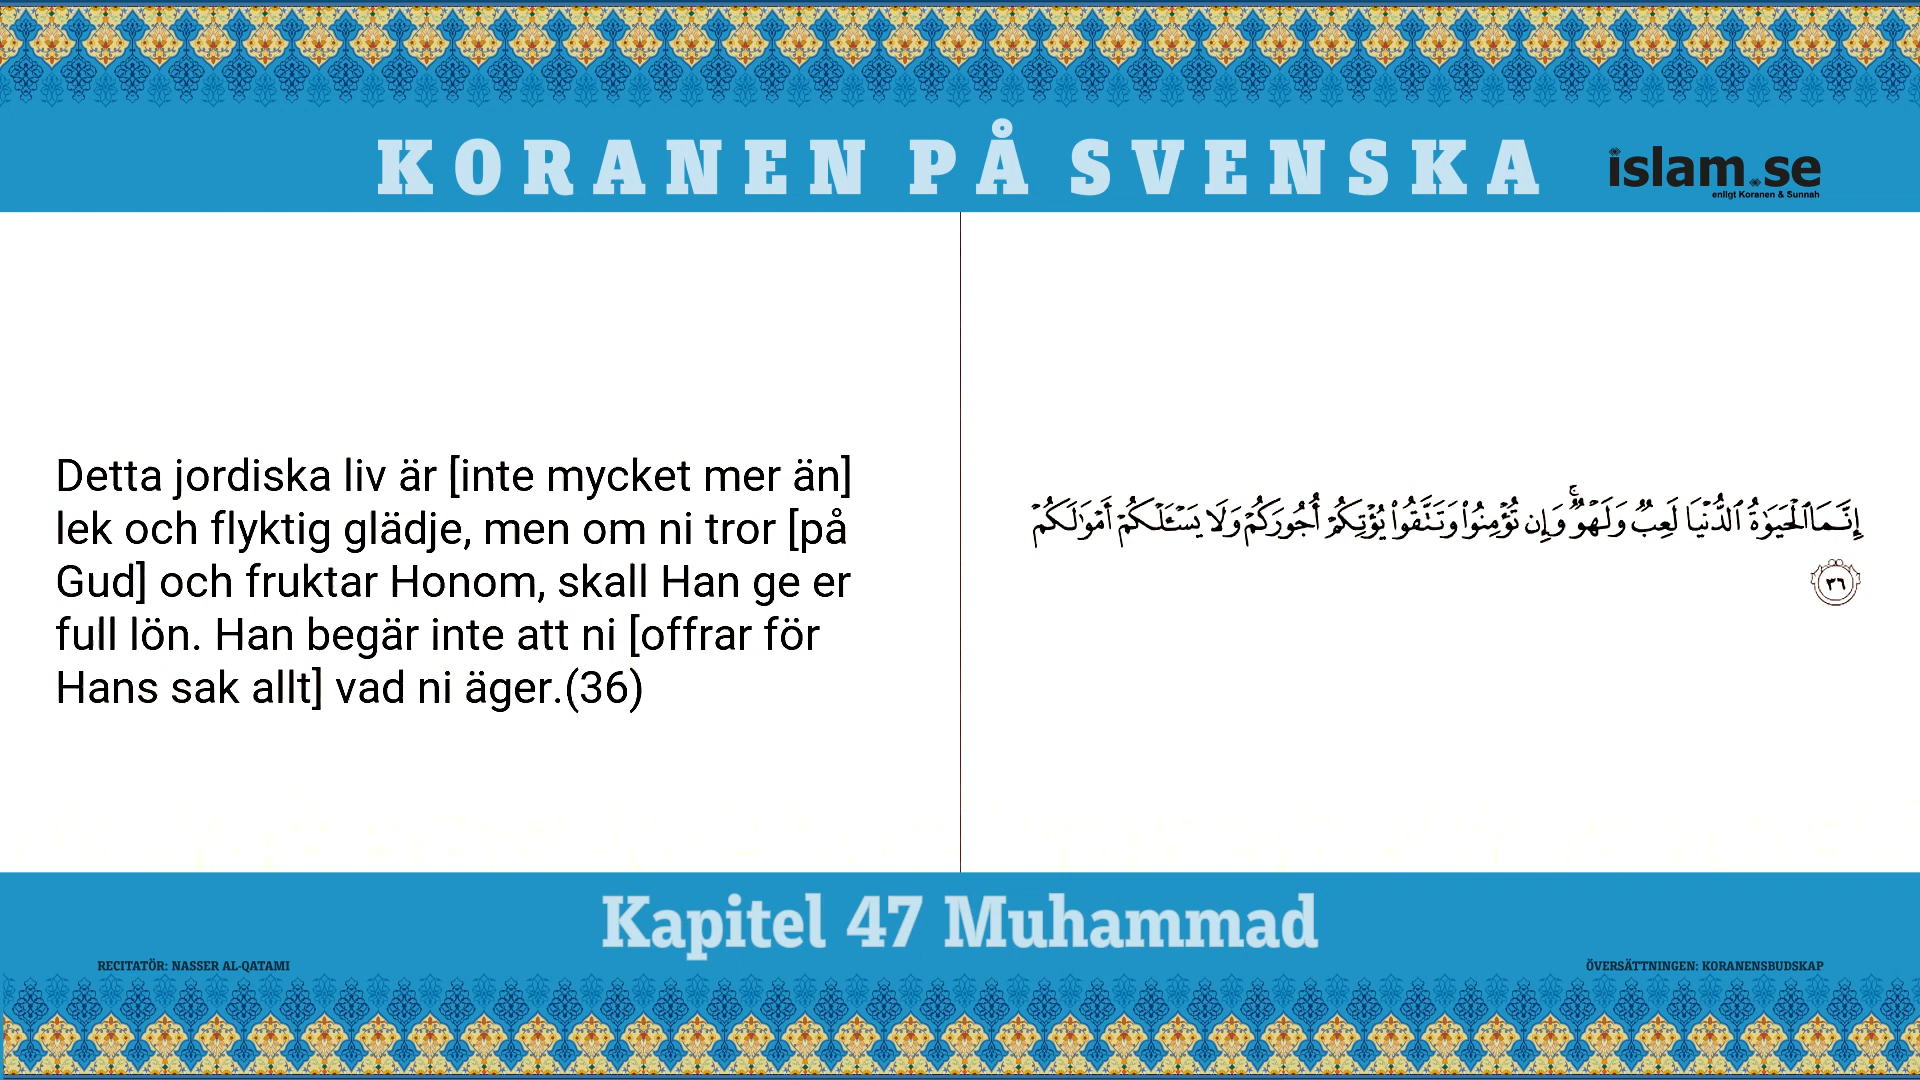 KORANEN PÅ SVENSKA
islam.se
enligt Koranen & Sunnah
Detta jordiska liv är [inte mycket mer än]
lek och flyktig glädje, men om ni tror [på
Gud] och fruktar Honom, skall Han ge er
full lön. Han begär inte att ni [offrar för
Hans sak allt] vad ni äger.(36)
إِنَّمَا ٱلْحَيَوٰةُ ٱلدُّنْيَا لَعِبٌ وَلَهْوٌ ۚ وَإِن تُؤْمِنُوا۟ وَتَتَّقُوا۟ يُؤْتِكُمْ أُجُورَكُمْ وَلَا يَسْـَٔلْكُمْ أَمْوَٰلَكُمْ
٣٦
Kapitel 47 Muhammad
RECITATÖR: NASSER AL-QATAMI
ÖVERSÄTTNINGEN: KORANENSBUDSKAP